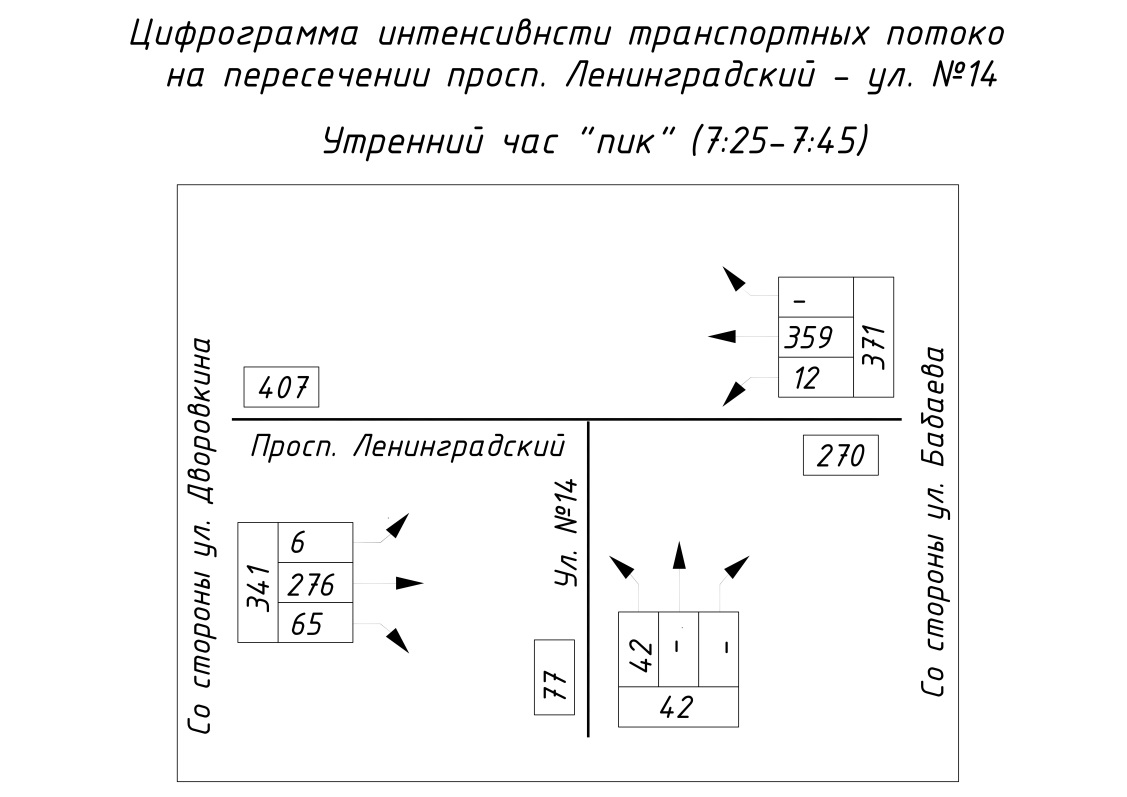 Цифрограмма интенсивнсти транспортных потоко
на пересечении просп. Ленинградский - ул. №14
Утренний час "пик" (7:25-7:45)
-
359
12
371
407
270
Просп. Ленинградский
Ул. №14
Со стороны ул. Дворовкина
Со стороны ул. Бабаева
341
6
276
65
77
42
-
-
42